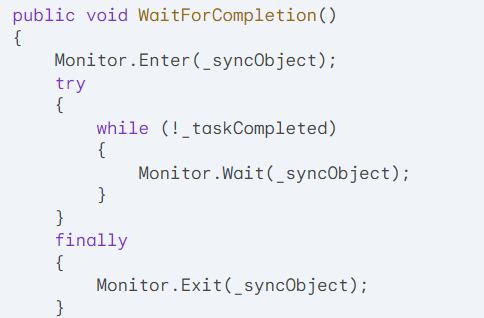 public void WaitForCompletion()
{
    Monitor.Enter(_syncObject);
    try
    {
        while (!_taskCompleted)
        {
            Monitor.Wait(_syncObject);
        }
    }
    finally
    {
        Monitor.Exit(_syncObject);
    }